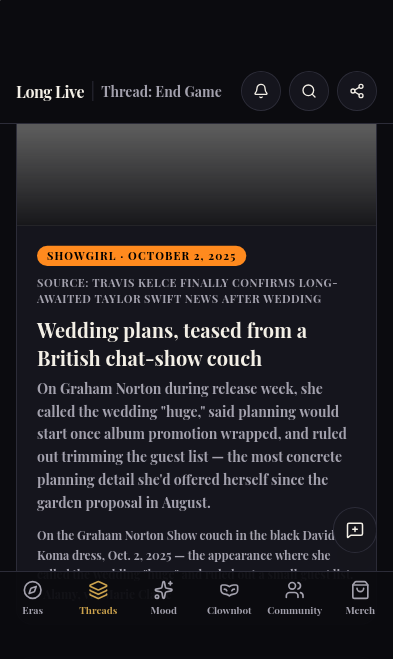 Long Live
Thread: End Game
SHOWGIRL · OCTOBER 2, 2025
SOURCE: TRAVIS KELCE FINALLY CONFIRMS LONG-
AWAITED TAYLOR SWIFT NEWS AFTER WEDDING
Wedding plans, teased from a
British chat-show couch
On Graham Norton during release week, she
called the wedding "huge," said planning would
start once album promotion wrapped, and ruled
out trimming the guest list — the most concrete
planning detail she'd offered herself since the
garden proposal in August.
On the Graham Norton Show couch in the black David
Koma dress, Oct. 2, 2025 — the appearance where she
Eras
Threads
Mood
Clownbot
Community
Merch